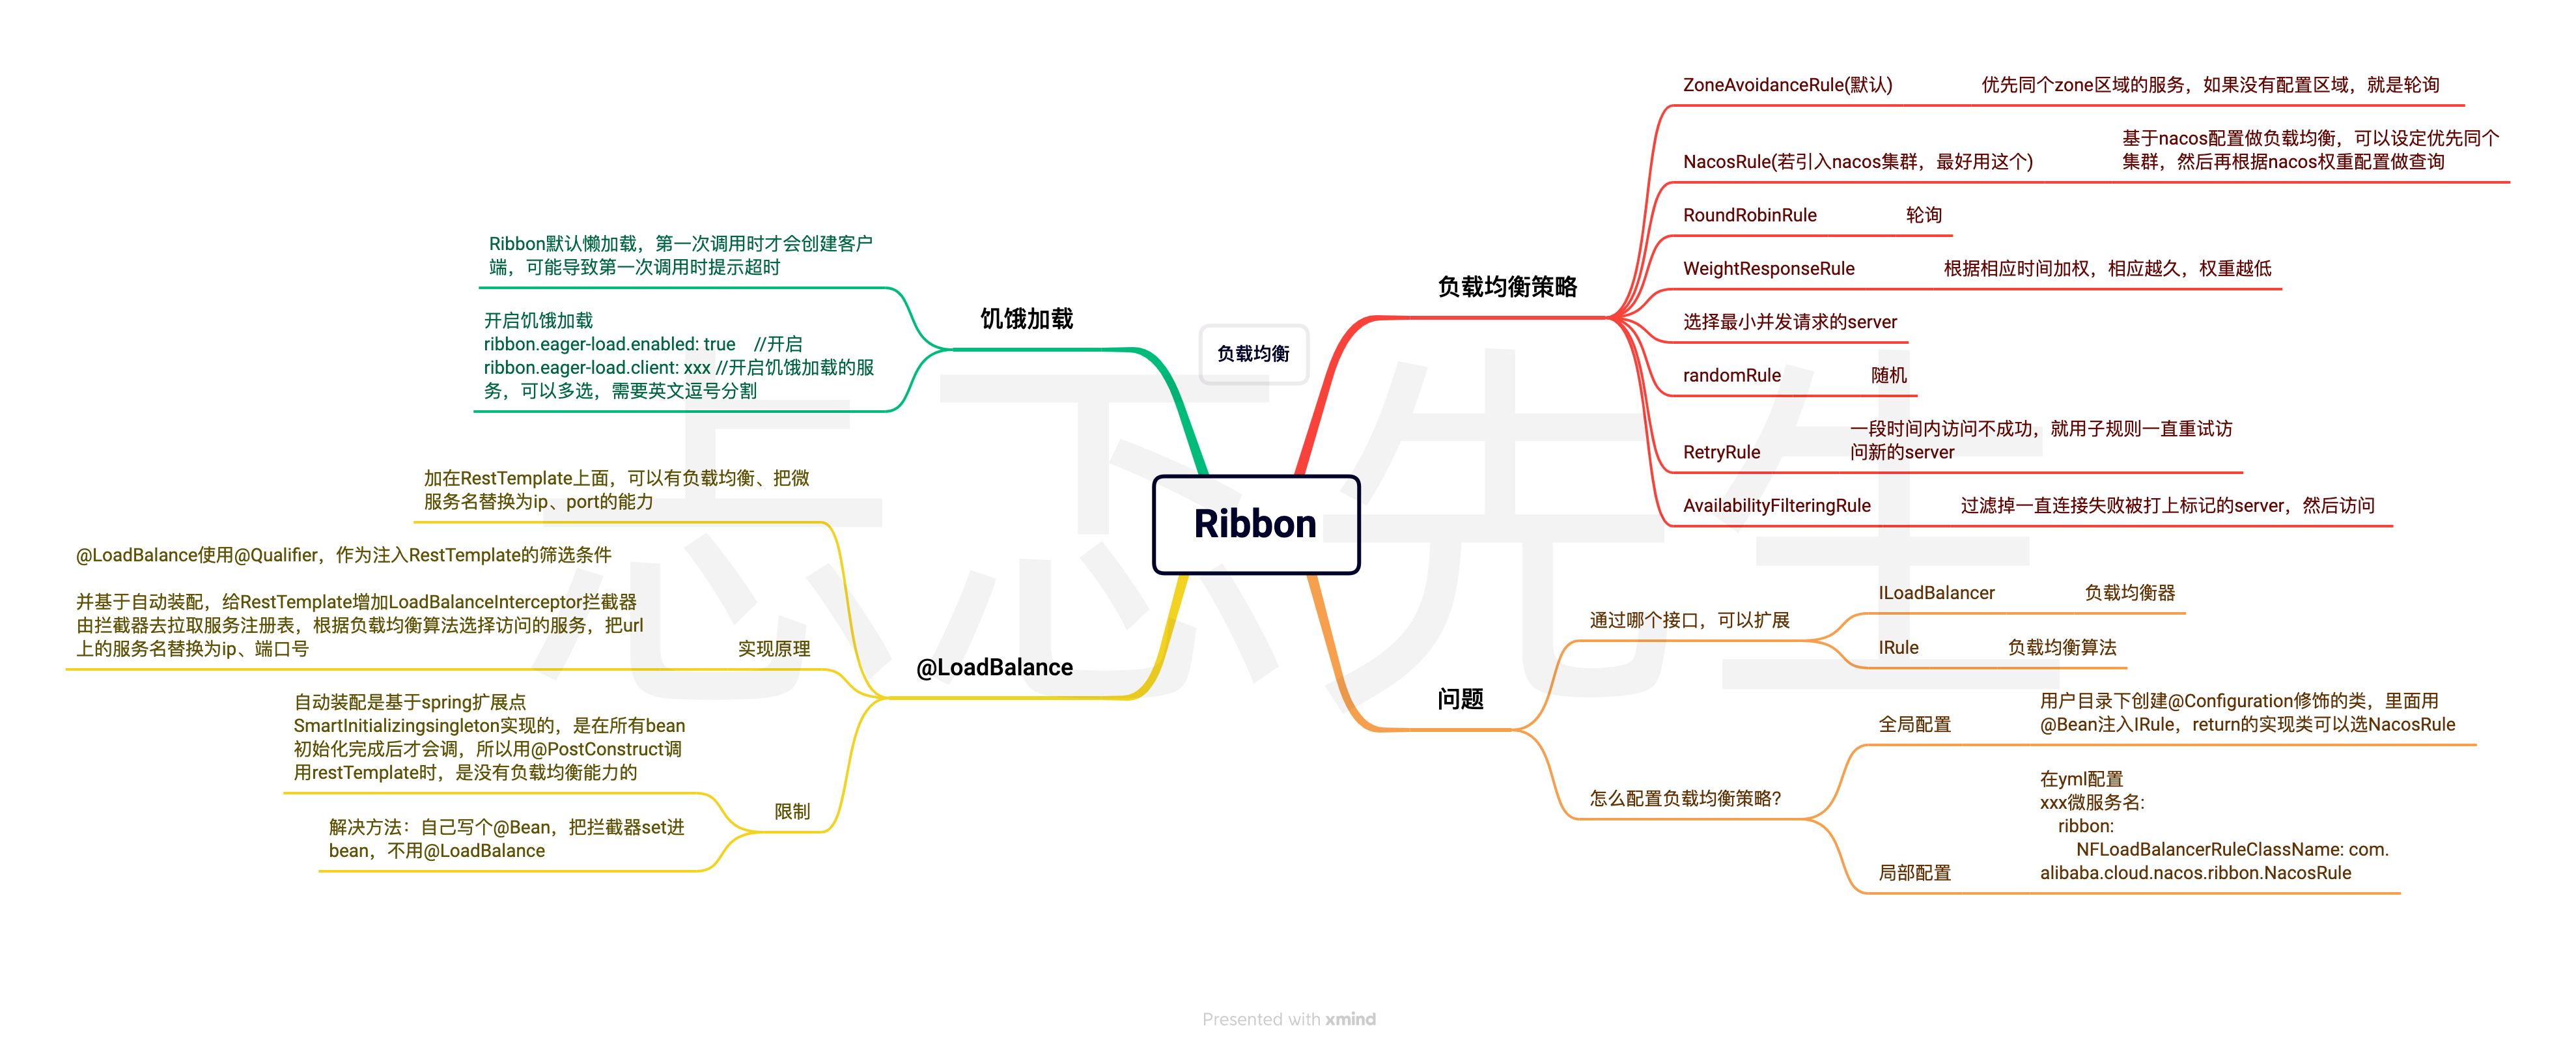 负载均衡
Ribbon
负载均衡策略
ZoneAvoidanceRule(默认)
优先同个zone区域的服务，如果没有配置区域，就是轮询
NacosRule(若引入nacos集群，最好用这个)
基于nacos配置做负载均衡，可以设定优先同个
集群，然后再根据nacos权重配置做查询
RoundRobinRule
轮询
WeightResponseRule
根据相应时间加权，相应越久，权重越低
选择最小并发请求的server
randomRule
随机
RetryRule
一段时间内访问不成功，就用子规则一直重试访
问新的server
AvailabilityFilteringRule
过滤掉一直连接失败被打上标记的server，然后访问
问题
通过哪个接口，可以扩展
ILoadBalancer
负载均衡器
IRule
负载均衡算法
怎么配置负载均衡策略?
全局配置
用户目录下创建@Configuration修饰的类，里面用
@Bean注入IRule，return的实现类可以选NacosRule
局部配置
在yml配置
xxx微服务名:
ribbon:
NFLoadBalancerRuleClassName: com.
alibaba.cloud.nacos.ribbon.NacosRule
饥饿加载
Ribbon默认懒加载，第一次调用时才会创建客户
端，可能导致第一次调用时提示超时
开启饥饿加载
ribbon.eager-load.enabled: true //开启
ribbon.eager-load.client: xxx //开启饥饿加载的服
务，可以多选，需要英文逗号分割
@LoadBalance
加在RestTemplate上面，可以有负载均衡、把微
服务名替换为ip、port的能力
实现原理
@LoadBalance使用@Qualifier，作为注入RestTemplate的筛选条件
并基于自动装配，给RestTemplate增加LoadBalanceInterceptor拦截器
由拦截器去拉取服务注册表，根据负载均衡算法选择访问的服务，把url
上的服务名替换为ip、端口号
限制
自动装配是基于spring扩展点
SmartInitializingsingleton实现的，是在所有bean
初始化完成后才会调，所以用@PostConstruct调
用restTemplate时，是没有负载均衡能力的
解决方法：自己写个@Bean，把拦截器set进
bean，不用@LoadBalance
忐忑先生
Presented with xmind